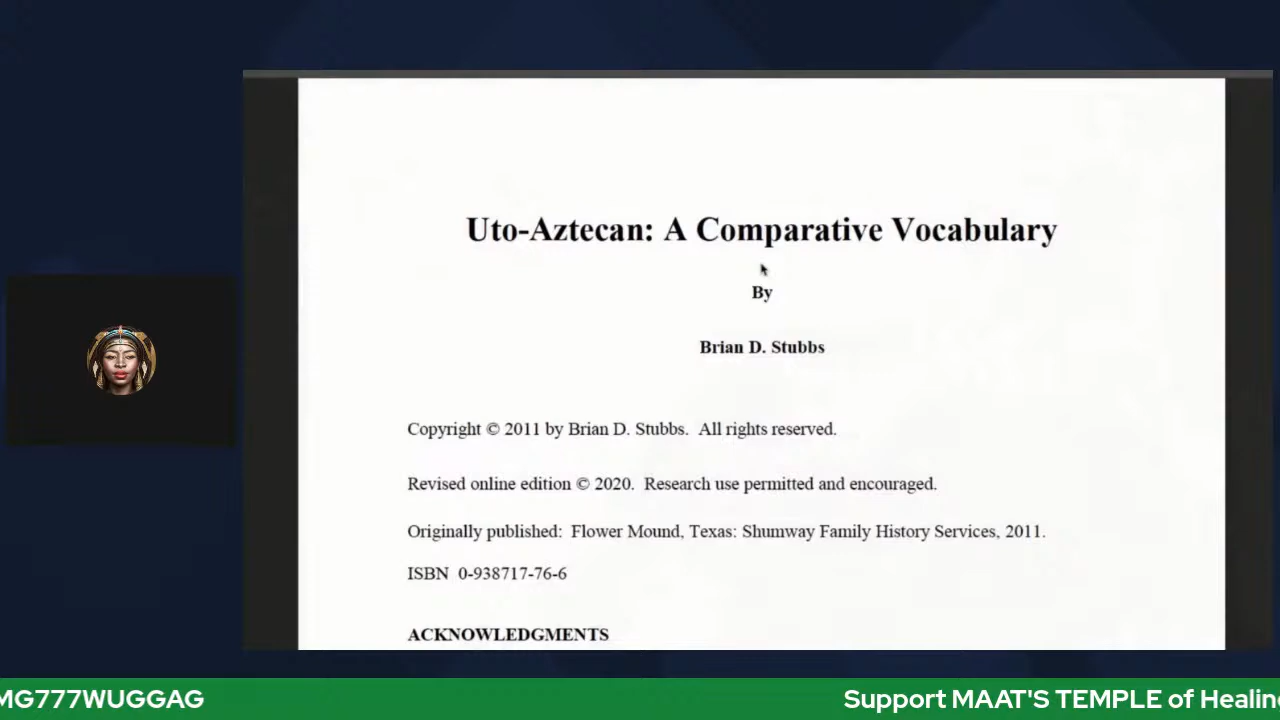 Uto-Aztecan: A Comparative Vocabulary
By
Brian D. Stubbs
Copyright © 2011 by Brian D. Stubbs. All rights reserved.
Revised online edition © 2020. Research use permitted and encouraged.
Originally published: Flower Mound, Texas: Shumway Family History Services, 2011.
ISBN 0-938717-76-6
ACKNOWLEDGMENTS
MG777WUGGAG
Support MAAT'S TEMPLE of Healing